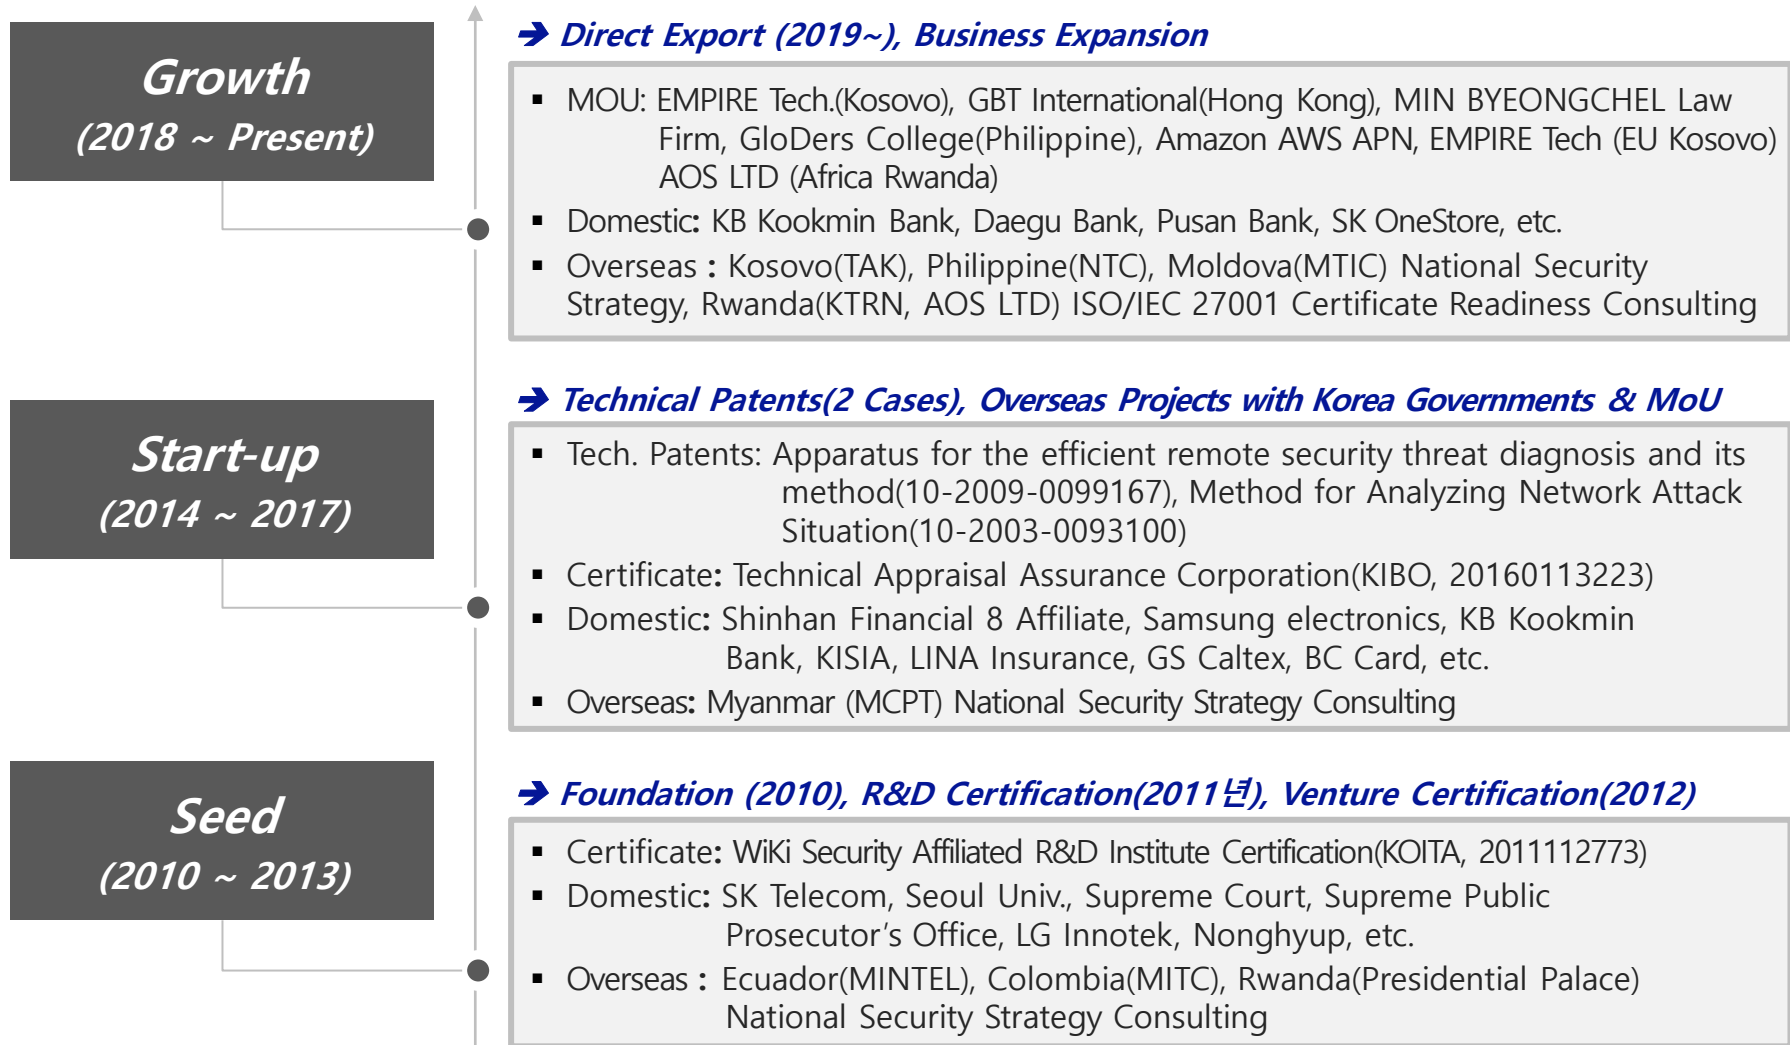 Growth
(2018 ~ Present)
➔ Direct Export (2019~), Business Expansion
▪ MOU: EMPIRE Tech.(Kosovo), GBT International(Hong Kong), MIN BYEONGCHEL Law
Firm, GloDers College(Philippine), Amazon AWS APN, EMPIRE Tech (EU Kosovo)
AOS LTD (Africa Rwanda)
▪ Domestic: KB Kookmin Bank, Daegu Bank, Pusan Bank, SK OneStore, etc.
▪ Overseas : Kosovo(TAK), Philippine(NTC), Moldova(MTIC) National Security
Strategy, Rwanda(KTRN, AOS LTD) ISO/IEC 27001 Certificate Readiness Consulting
Start-up
(2014 ~ 2017)
➔ Technical Patents(2 Cases), Overseas Projects with Korea Governments & MoU
▪ Tech. Patents: Apparatus for the efficient remote security threat diagnosis and its
method(10-2009-0099167), Method for Analyzing Network Attack
Situation(10-2003-0093100)
▪ Certificate: Technical Appraisal Assurance Corporation(KIBO, 20160113223)
▪ Domestic: Shinhan Financial 8 Affiliate, Samsung electronics, KB Kookmin
Bank, KISIA, LINA Insurance, GS Caltex, BC Card, etc.
▪ Overseas: Myanmar (MCPT) National Security Strategy Consulting
Seed
(2010 ~ 2013)
➔ Foundation (2010), R&D Certification(2011년), Venture Certification(2012)
▪ Certificate: WiKi Security Affiliated R&D Institute Certification(KOITA, 2011112773)
▪ Domestic: SK Telecom, Seoul Univ., Supreme Court, Supreme Public
Prosecutor’s Office, LG Innotek, Nonghyup, etc.
▪ Overseas : Ecuador(MINTEL), Colombia(MITC), Rwanda(Presidential Palace)
National Security Strategy Consulting